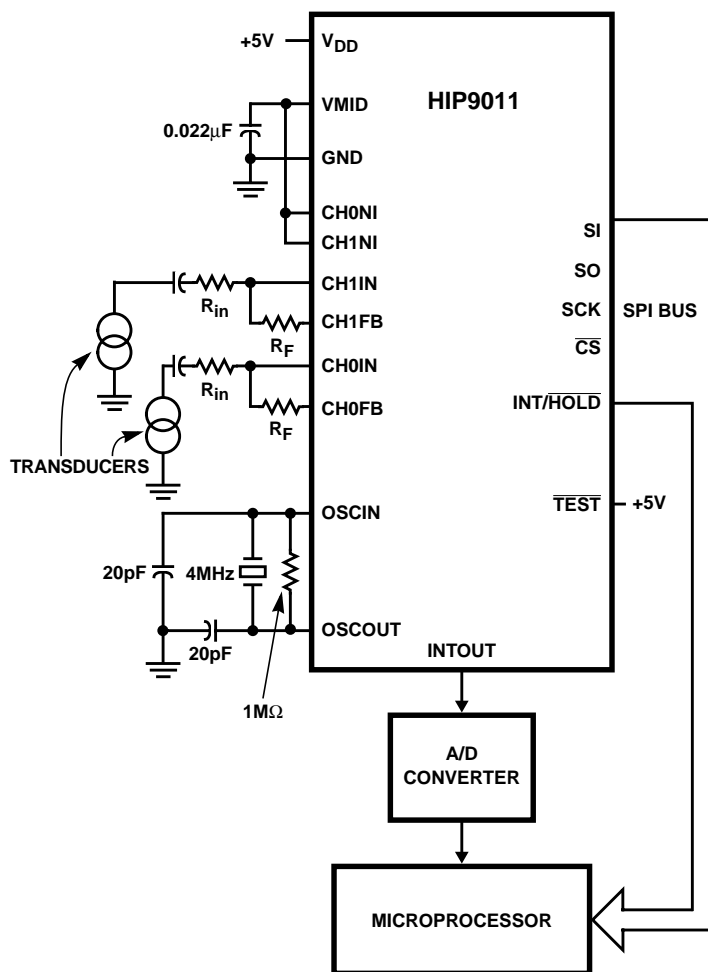 +5V
VDD
HIP9011
VMID
0.022μF
GND
CH0NI
CH1NI
SI
SO
SCK
SPI BUS
CS
CH1IN
Rin
CH1FB
RF
CH0IN
Rin
CH0FB
RF
INT/HOLD
TRANSDUCERS
TEST
+5V
OSCIN
20pF
4MHz
OSCOUT
20pF
1MΩ
INTOUT
A/D
CONVERTER
MICROPROCESSOR